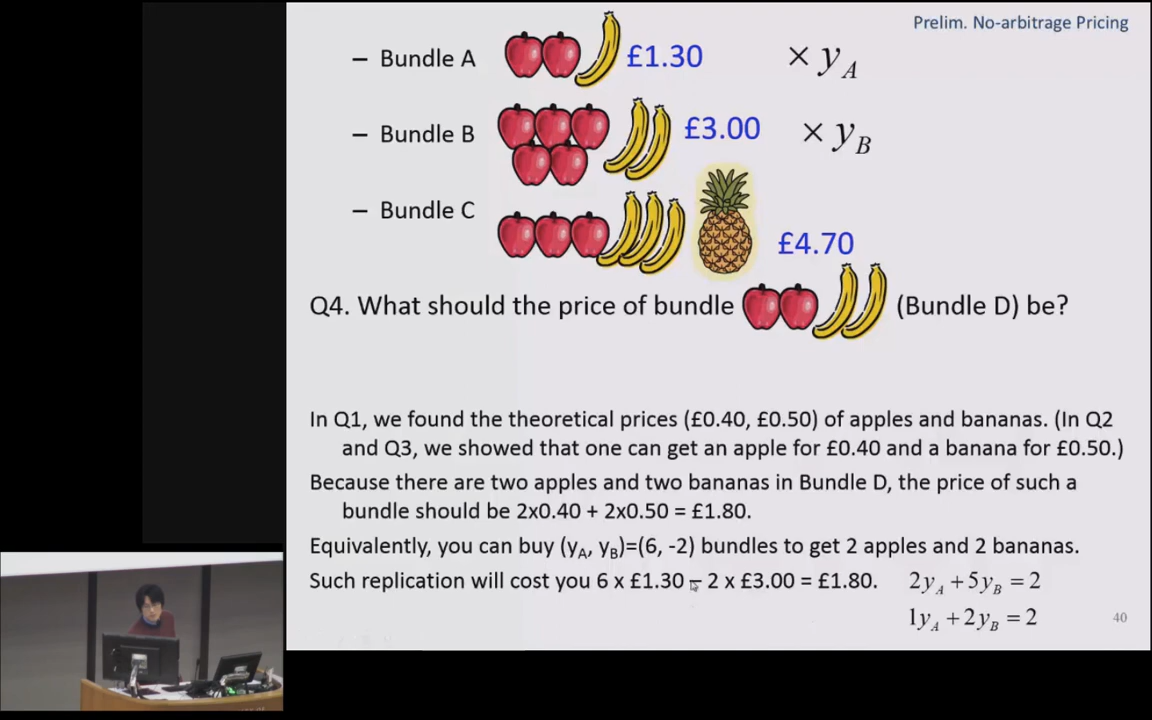 Prelim. No-arbitrage Pricing
– Bundle A £1.30 × y_A
– Bundle B £3.00 × y_B
– Bundle C £4.70
Q4. What should the price of bundle (Bundle D) be?
In Q1, we found the theoretical prices (£0.40, £0.50) of apples and bananas. (In Q2
and Q3, we showed that one can get an apple for £0.40 and a banana for £0.50.)
Because there are two apples and two bananas in Bundle D, the price of such a
bundle should be 2x0.40 + 2x0.50 = £1.80.
Equivalently, you can buy (y_A, y_B)=(6, -2) bundles to get 2 apples and 2 bananas.
Such replication will cost you 6 x £1.30 – 2 x £3.00 = £1.80. 2y_A + 5y_B = 2
1y_A + 2y_B = 2
40